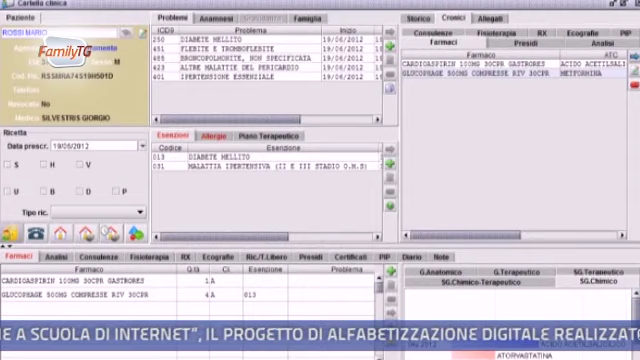 Cartella clinica
Paziente
ROSSI MARIO
FamilyTG
Cod. Fis. RSSMRA74S19H501D
Telefono
Revocato No
Medico SILVESTRIS GIORGIO
Ricetta
Data prescr. 19/06/2012
S H V
U B D P
Tipo ric.
Problemi Anamnesi Gravidanze Famiglia
ICD9 Problema Inizio
250 DIABETE MELLITO 19/06/2012
451 FLEBITE E TROMBOFLEBITE 19/06/2012
485 BRONCOPOLMONITE, NON SPECIFICATA 19/06/2012
423 ALTRE MALATTIE DEL PERICARDIO 19/06/2012
401 IPERTENSIONE ESSENZIALE 19/06/2012
Esenzioni Allergie Piano Terapeutico
Codice Esenzione
013 DIABETE MELLITO
031 MALATTIA IPERTENSIVA (II E III STADIO O.M.S)
Storico Cronici Allegati
Consulenze Fisioterapia RX Ecografie PIP
Farmaci Presidi Analisi
Farmaco ATC
CARDIOASPIRIN 100MG 30CPR GASTRORES ACIDO ACETILSALI
GLUCOPHAGE 500MG COMPRESSE RIV 30CPR METFORMINA
Farmaci Analisi Consulenze Fisioterapia RX Ecografie Ric./T.Libero Presidi Certificati PIP Diario Note
Farmaco Q.tà Cl. Esenzione Problema
CARDIOASPIRIN 100MG 30CPR GASTRORES 1 A
GLUCOPHAGE 500MG COMPRESSE RIV 30CPR 4 A 013
G.Anatomico G.Terapeutico SG.Terapeutico
SG.Chimico-Terapeutico SG.Chimico
E A SCUOLA DI INTERNET”, IL PROGETTO DI ALFABETIZZAZIONE DIGITALE REALIZZATO
ATORVASTATINA